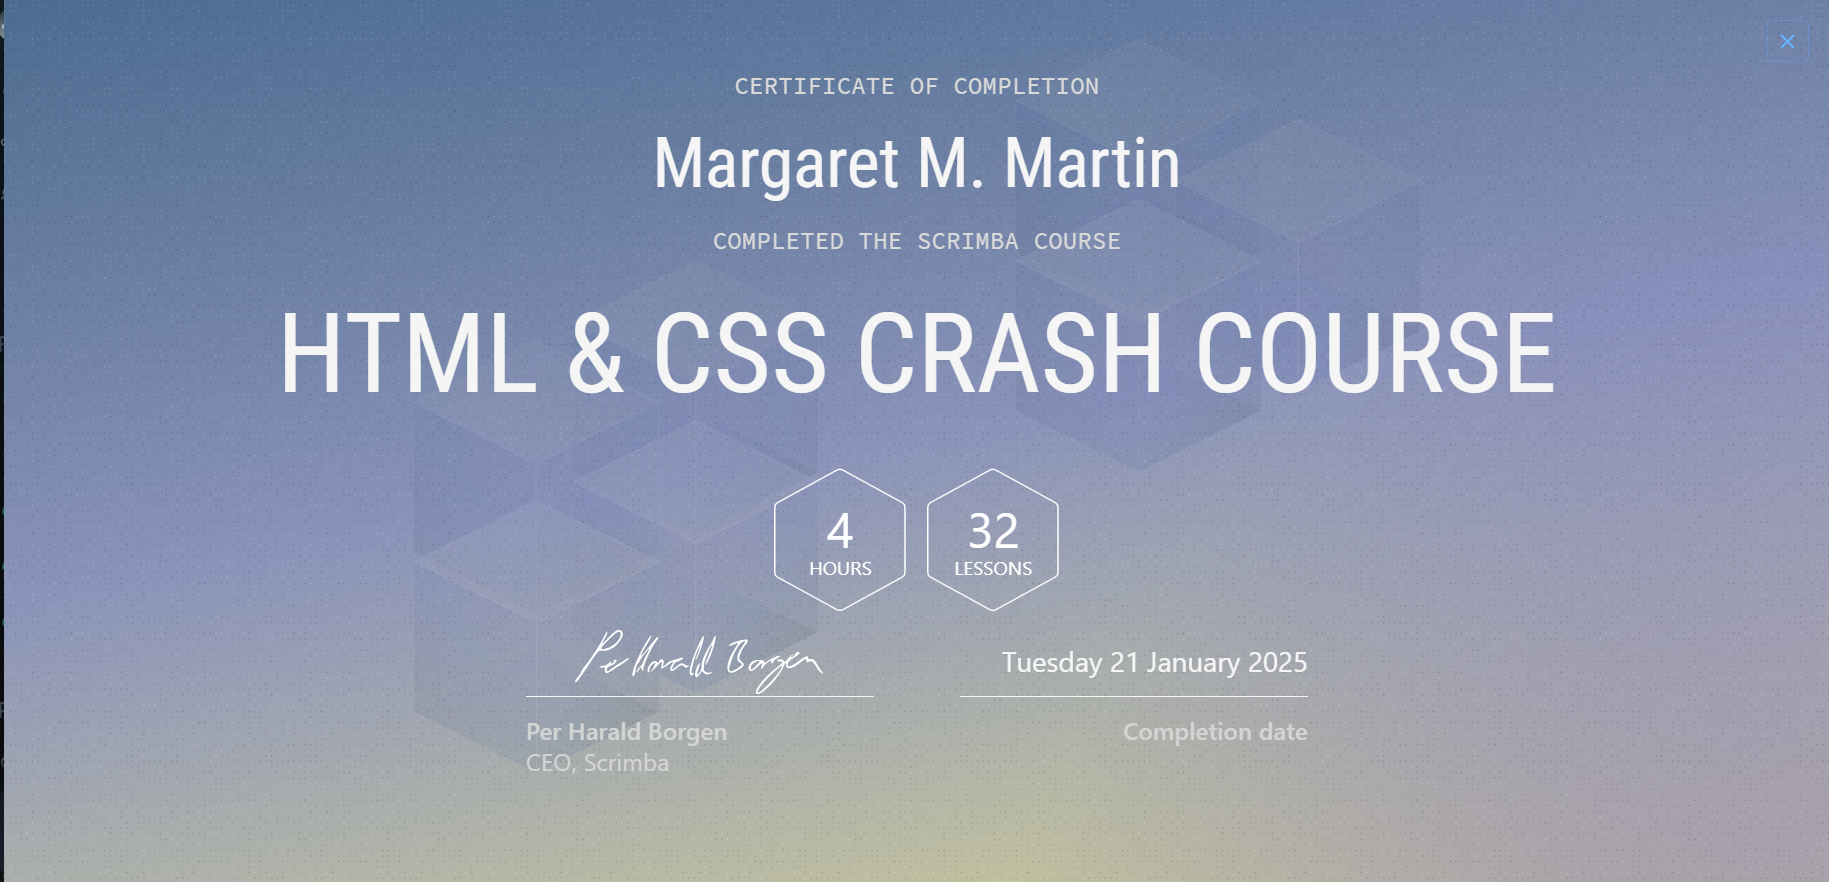 CERTIFICATE OF COMPLETION
Margaret M. Martin
COMPLETED THE SCRIMBA COURSE
HTML & CSS CRASH COURSE
4
HOURS
32
LESSONS
Per Harald Borgen
Tuesday 21 January 2025
Per Harald Borgen
Completion date
CEO, Scrimba